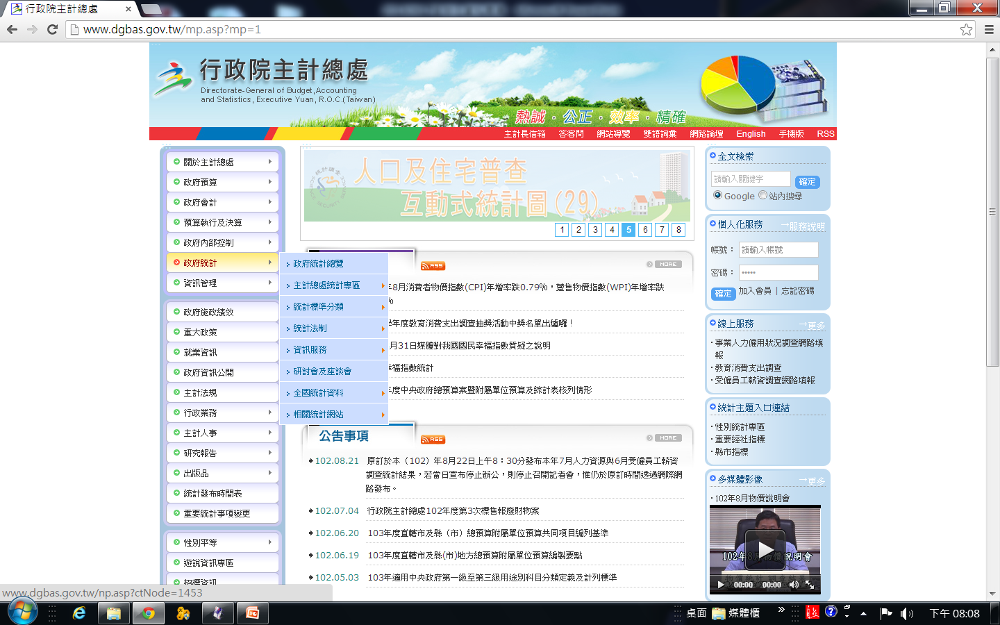 行政院主計總處
www.dgbas.gov.tw/mp.asp?mp=1
行政院主計總處
Directorate-General of Budget,Accounting
and Statistics, Executive Yuan, R.O.C.(Taiwan)
熱誠 · 公正 · 效率 · 精確
主計長信箱 答客問 網站導覽 雙語詞彙 網路論壇 English 手機版 RSS
關於主計總處
政府預算
政府會計
預算執行及決算
政府內部控制
政府統計
資訊管理
政府施政績效
重大政策
就業資訊
政府資訊公開
主計法規
行政業務
主計人事
研究報告
出版品
統計發布時間表
重要統計事項變更
性別平等
遊說資訊專區
招標資訊
政府統計總覽
主計總處統計專區
統計標準分類
統計法制
資訊服務
研討會及座談會
全國統計資料
相關統計網站
人口及住宅普查
互動式統計圖(29)
1 2 3 4 5 6 7 8
RSS
MORE
年8月消費者物價指數(CPI)年增率跌0.79%，躉售物價指數(WPI)年增率跌
%
學年度教育消費支出調查抽獎活動中獎名單出爐囉！
月31日媒體對我國國民幸福指數質疑之說明
幸福指數統計
年度中央政府總預算案暨附屬單位預算及綜計表核列情形
公告事項
RSS
MORE
102.08.21 原訂於本（102）年8月22日上午8：30分發布本年7月人力資源與6月受僱員工薪資
調查統計結果，若當日宣布停止辦公，則停止召開記者會，惟仍於原訂時間透過網際網
路發布。
102.07.04 行政院主計總處102年度第3次標售報廢財物案
102.06.20 103年度直轄市及縣（市）總預算附屬單位預算共同項目編列基準
102.06.19 103年度直轄市及縣(市)地方總預算附屬單位預算編製要點
102.05.03 103年適用中央政府第一級至第三級用途別科目分類定義及計列標準
全文檢索
請輸入關鍵字 確定
Google 站內搜尋
個人化服務 →服務說明
帳號： 請輸入帳號
密碼： •••••
確定 加入會員 | 忘記密碼
線上服務 →更多
·事業人力僱用狀況調查網路填
報
·教育消費支出調查
·受僱員工薪資調查網路填報
統計主題入口連結
·性別統計專區
·重要經社指標
·縣市指標
多媒體影像 →更多
·102年8月物價說明會
102年8月物價說明會
00:00 00:00
www.dgbas.gov.tw/np.asp?ctNode=1453
桌面 媒體櫃 » 下午 08:08